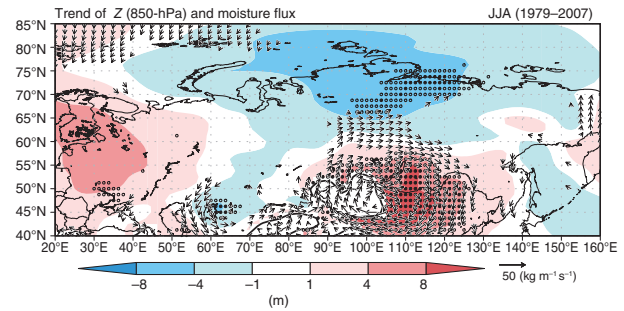 Trend of Z (850-hPa) and moisture flux JJA (1979–2007)
85°N
80°N
75°N
70°N
65°N
60°N
55°N
50°N
45°N
40°N
20°E 30°E 40°E 50°E 60°E 70°E 80°E 90°E 100°E 110°E 120°E 130°E 140°E 150°E 160°E
−8 −4 −1 1 4 8 50 (kg m⁻¹ s⁻¹)
(m)